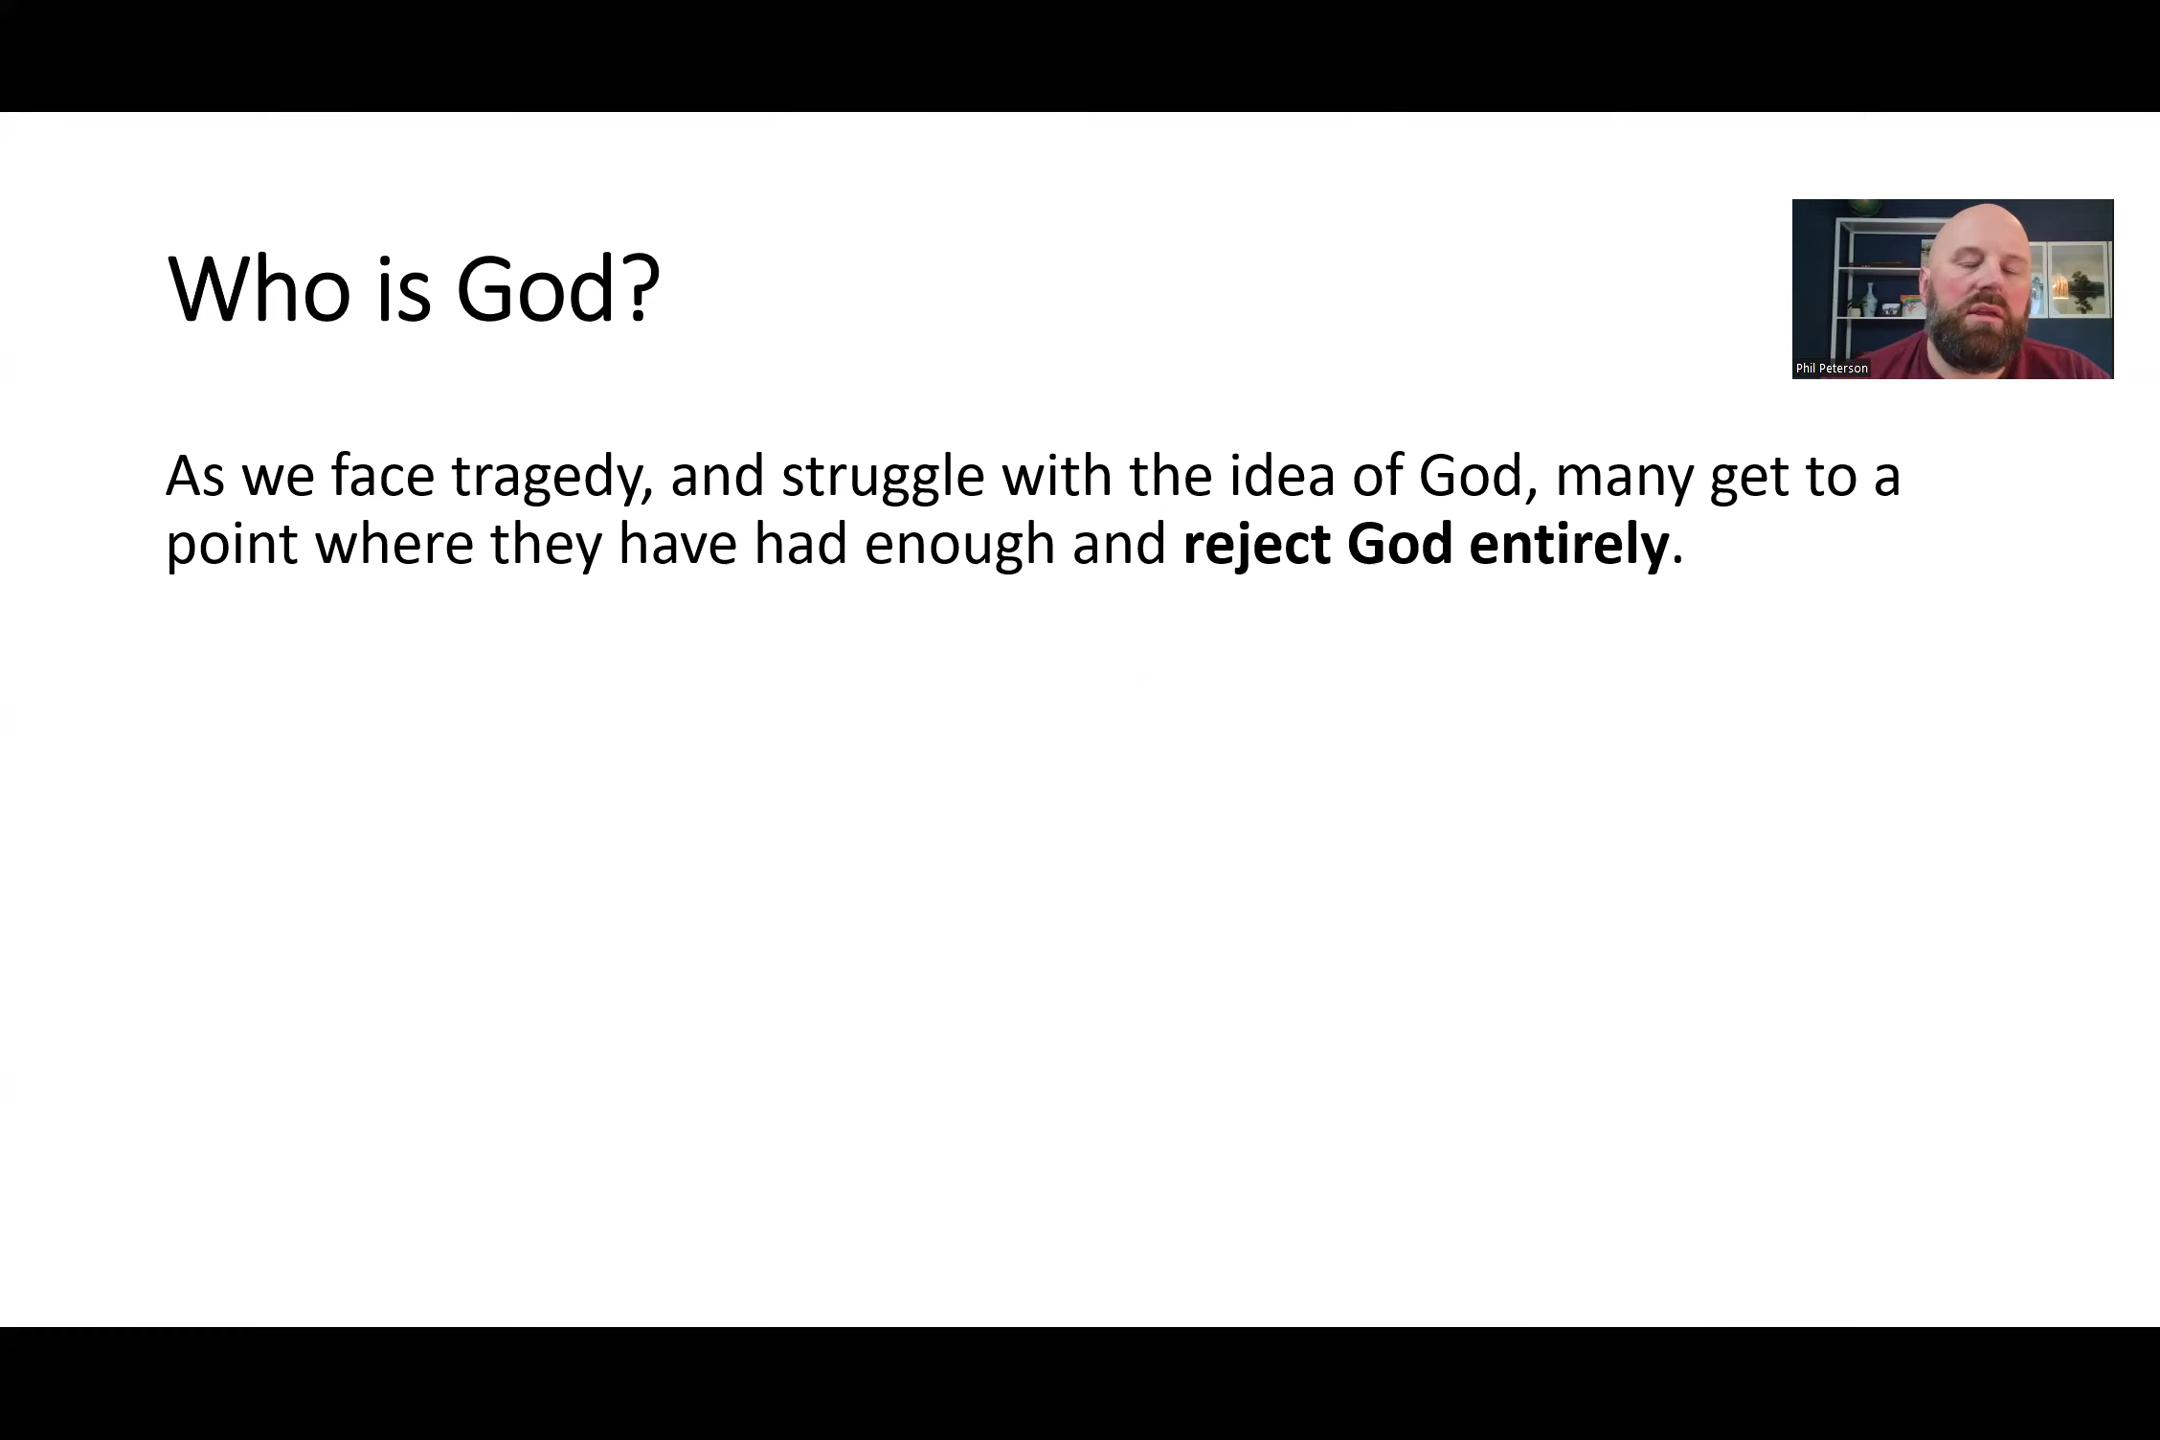 Who is God?
Phil Peterson
As we face tragedy, and struggle with the idea of God, many get to a
point where they have had enough and reject God entirely.